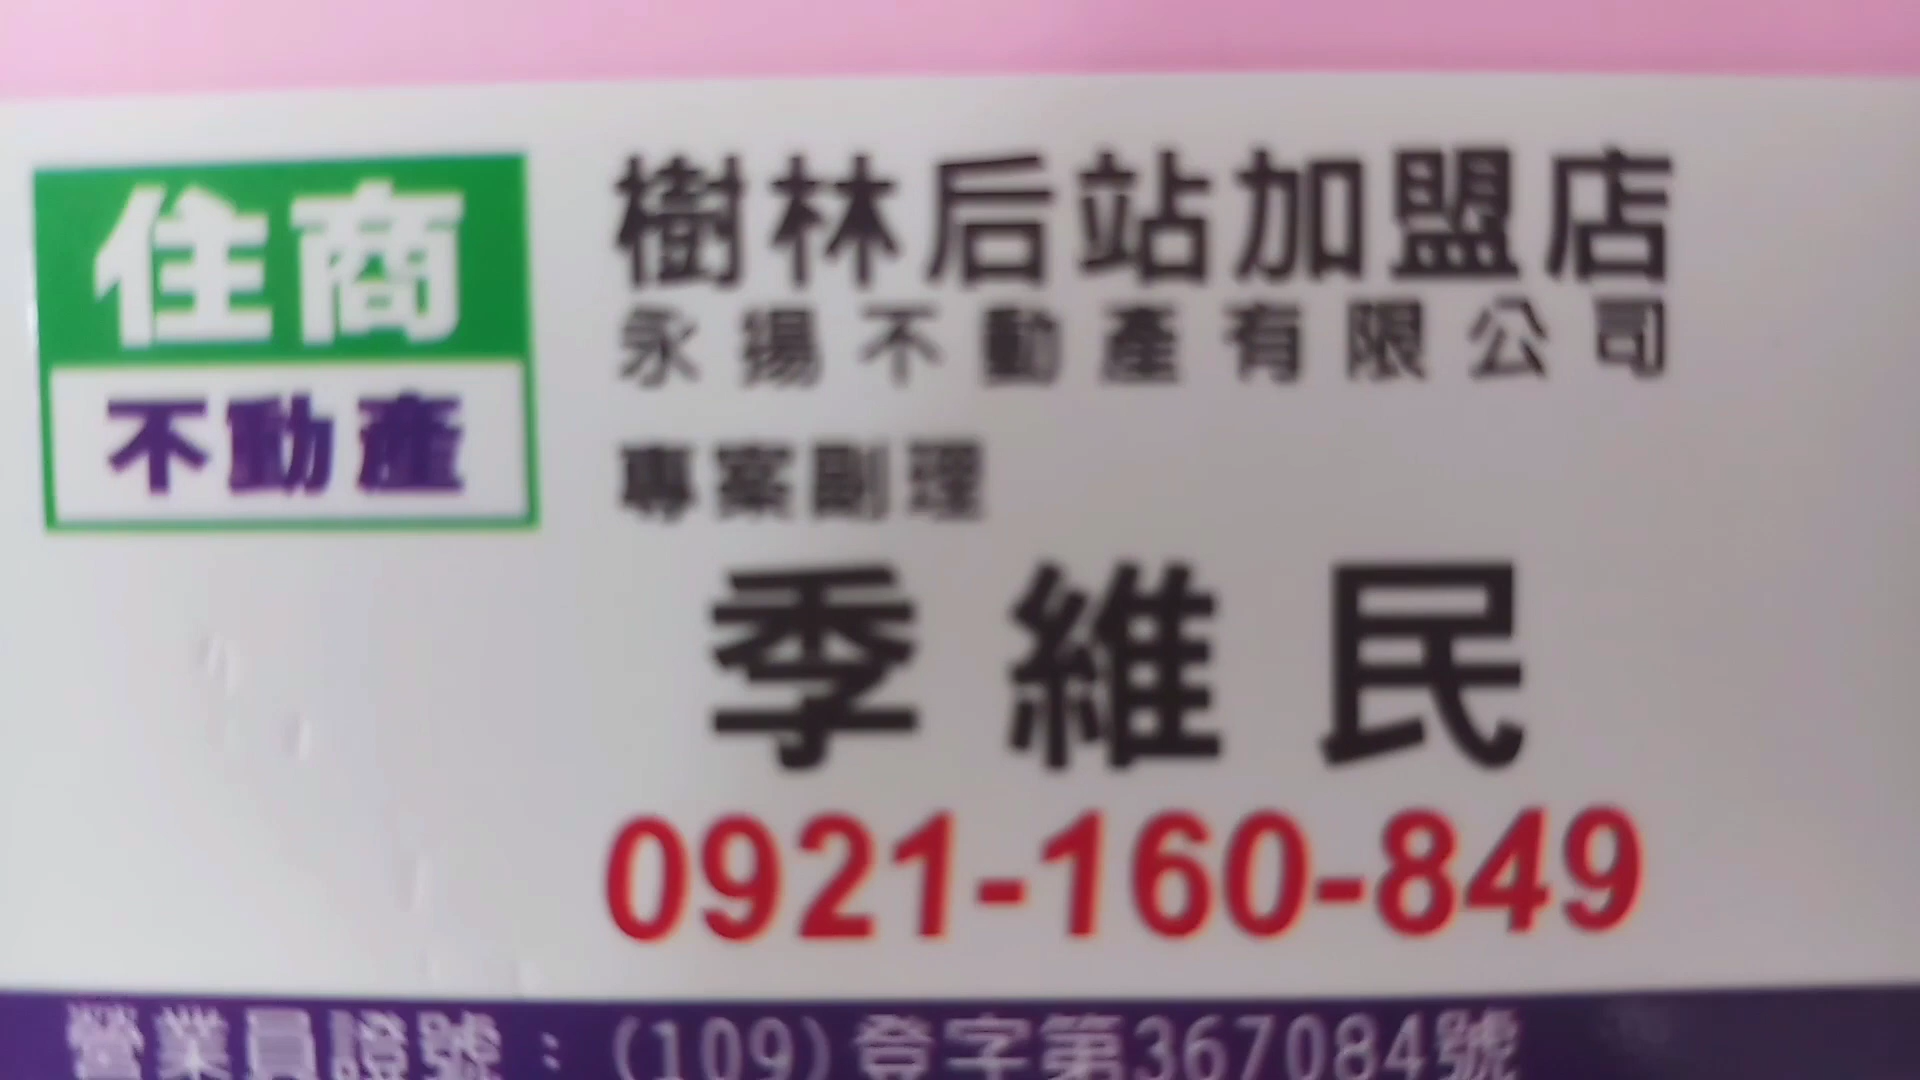 住商
不動產
樹林后站加盟店
永揚不動產有限公司
專案副理
季維民
0921-160-849
營業員證號：(109)登字第367084號